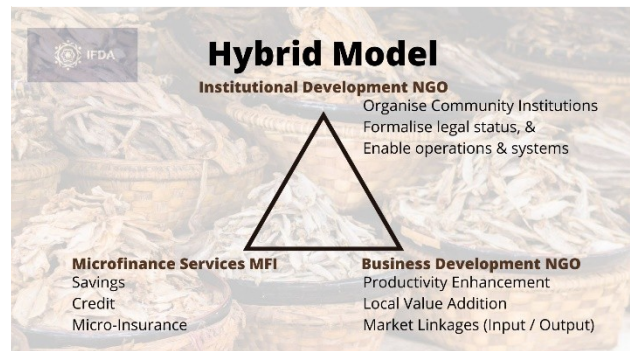 IFDA
Hybrid Model
Institutional Development NGO
Organise Community Institutions
Formalise legal status, &
Enable operations & systems
Microfinance Services MFI
Savings
Credit
Micro-Insurance
Business Development NGO
Productivity Enhancement
Local Value Addition
Market Linkages (Input / Output)